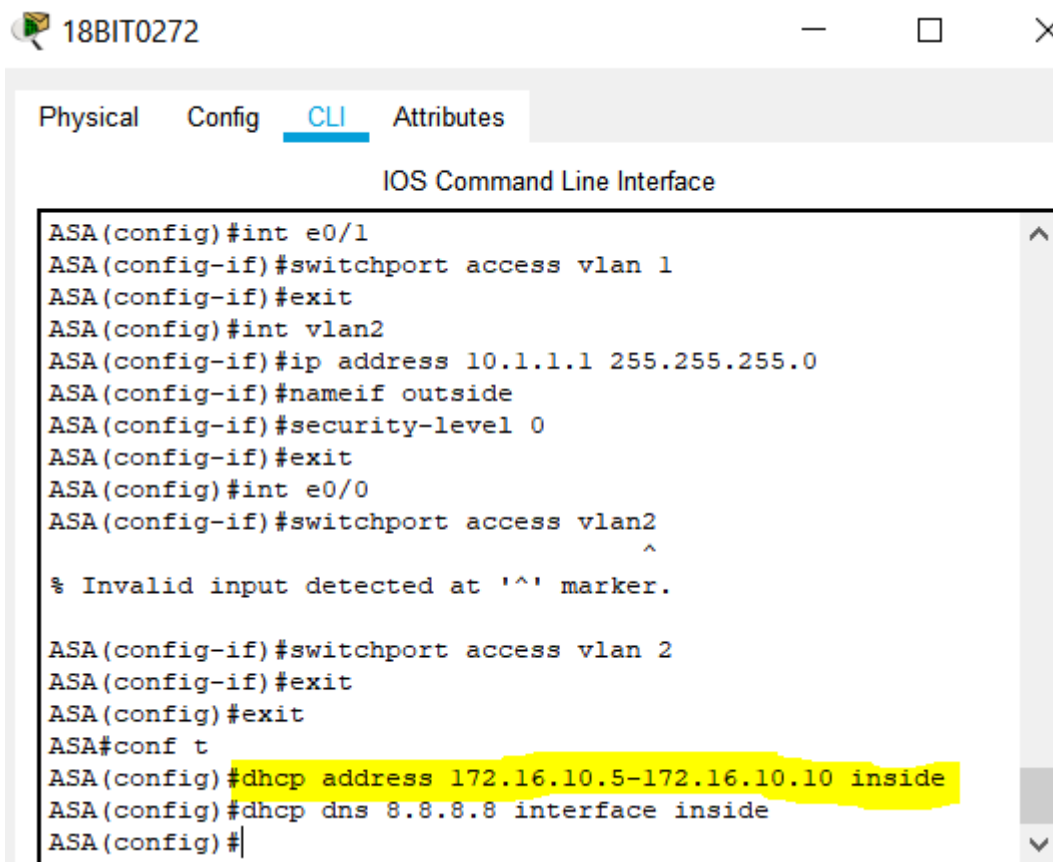 18BIT0272
Physical Config CLI Attributes
IOS Command Line Interface
ASA(config)#int e0/1
ASA(config-if)#switchport access vlan 1
ASA(config-if)#exit
ASA(config)#int vlan2
ASA(config-if)#ip address 10.1.1.1 255.255.255.0
ASA(config-if)#nameif outside
ASA(config-if)#security-level 0
ASA(config-if)#exit
ASA(config)#int e0/0
ASA(config-if)#switchport access vlan2
^
% Invalid input detected at '^' marker.
ASA(config-if)#switchport access vlan 2
ASA(config-if)#exit
ASA(config)#exit
ASA#conf t
ASA(config)#dhcp address 172.16.10.5-172.16.10.10 inside
ASA(config)#dhcp dns 8.8.8.8 interface inside
ASA(config)#